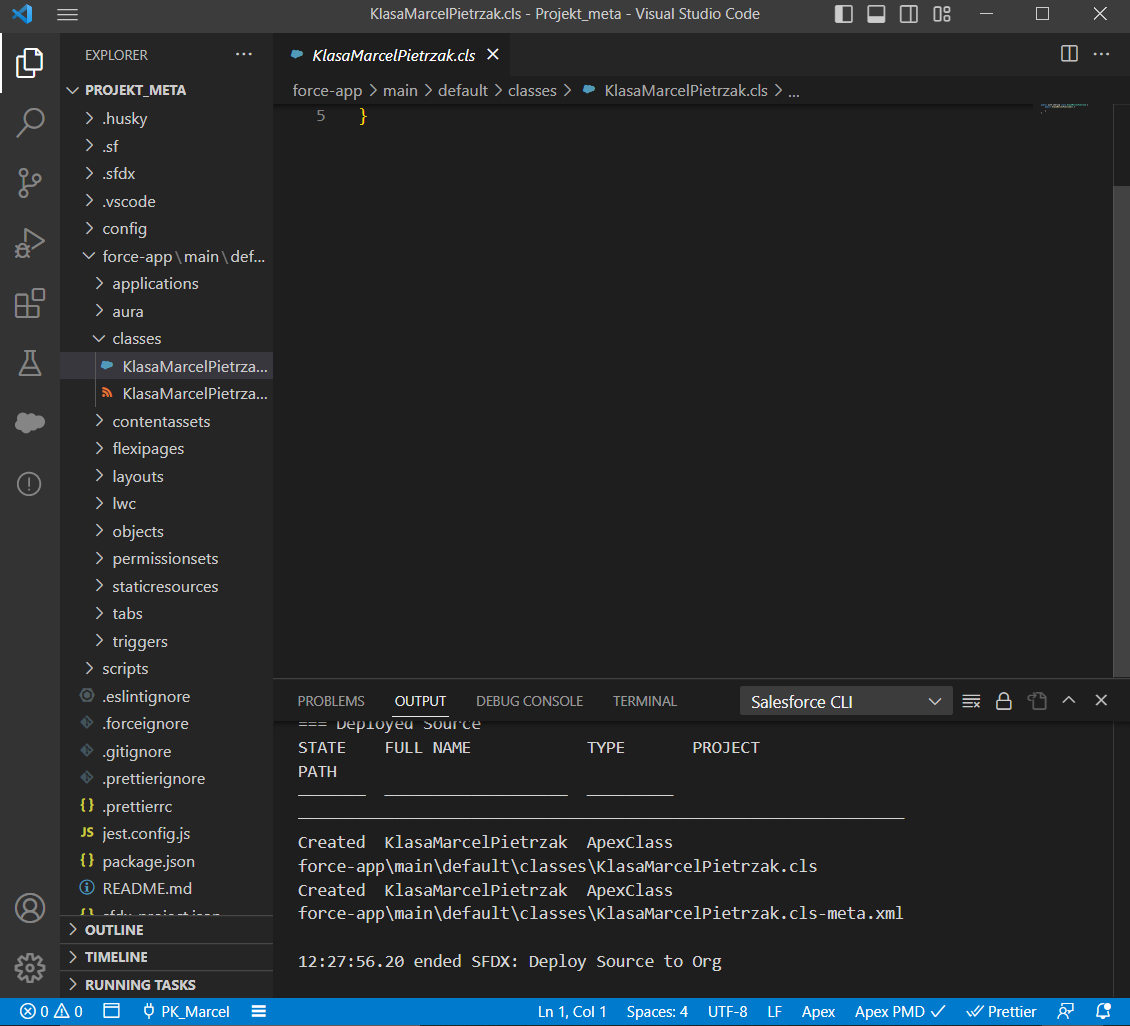 KlasaMarcelPietrzak.cls - Projekt_meta - Visual Studio Code
EXPLORER
PROJEKT_META
.husky
.sf
.sfdx
.vscode
config
force-app\main\def...
applications
aura
classes
KlasaMarcelPietrza...
KlasaMarcelPietrza...
contentassets
flexipages
layouts
lwc
objects
permissionsets
staticresources
tabs
triggers
scripts
.eslintignore
.forceignore
.gitignore
.prettierignore
{} .prettierrc
JS jest.config.js
{} package.json
README.md
{} sfdx-project.json
OUTLINE
TIMELINE
RUNNING TASKS
KlasaMarcelPietrzak.cls
force-app > main > default > classes > KlasaMarcelPietrzak.cls > ...
5 }
PROBLEMS OUTPUT DEBUG CONSOLE TERMINAL Salesforce CLI
=== Deployed Source
STATE FULL NAME TYPE PROJECT
PATH
Created KlasaMarcelPietrzak ApexClass
force-app\main\default\classes\KlasaMarcelPietrzak.cls
Created KlasaMarcelPietrzak ApexClass
force-app\main\default\classes\KlasaMarcelPietrzak.cls-meta.xml
12:27:56.20 ended SFDX: Deploy Source to Org
0 0 PK_Marcel Ln 1, Col 1 Spaces: 4 UTF-8 LF Apex Apex PMD Prettier